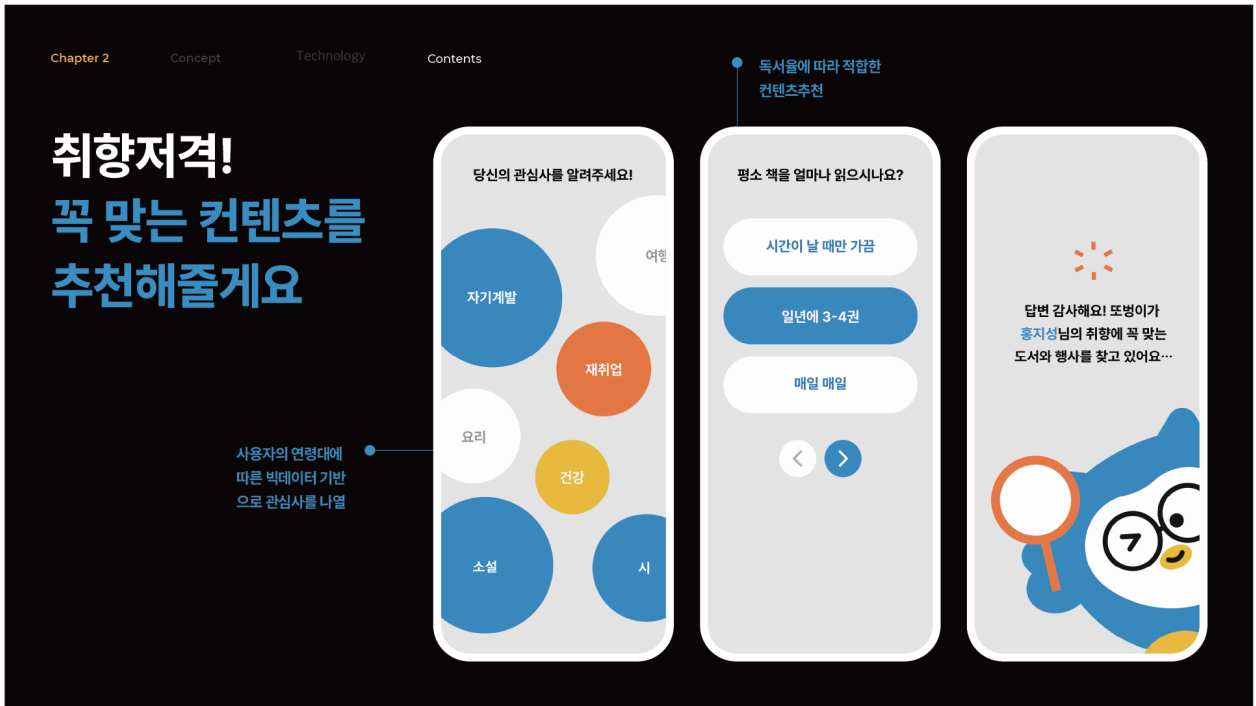 Chapter 2
Concept
Technology
Contents
취향저격!
꼭 맞는 컨텐츠를
추천해줄게요
사용자의 연령대에
따른 빅데이터 기반
으로 관심사를 나열
당신의 관심사를 알려주세요!
여행
자기계발
재취업
요리
건강
소설
시
독서율에 따라 적합한
컨텐츠추천
평소 책을 얼마나 읽으시나요?
시간이 날 때만 가끔
일년에 3-4권
매일 매일
답변 감사해요! 또벙이가
홍지성님의 취향에 꼭 맞는
도서와 행사를 찾고 있어요…